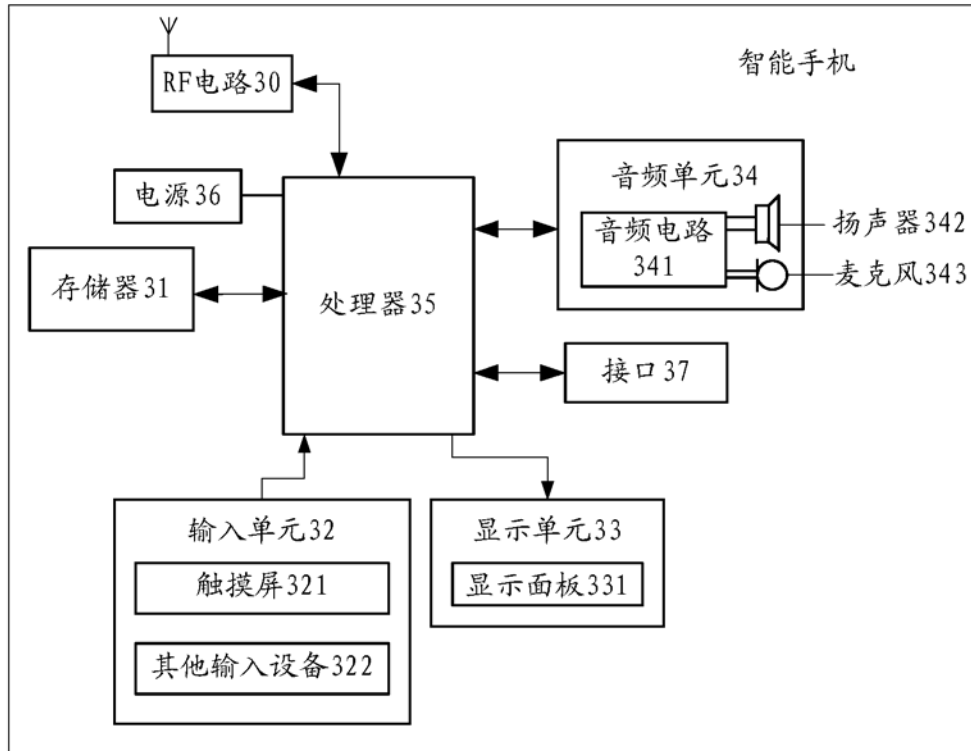 智能手机
RF电路30
电源36
存储器31
处理器35
音频单元34
音频电路
341
扬声器342
麦克风343
接口37
输入单元32
触摸屏321
其他输入设备322
显示单元33
显示面板331